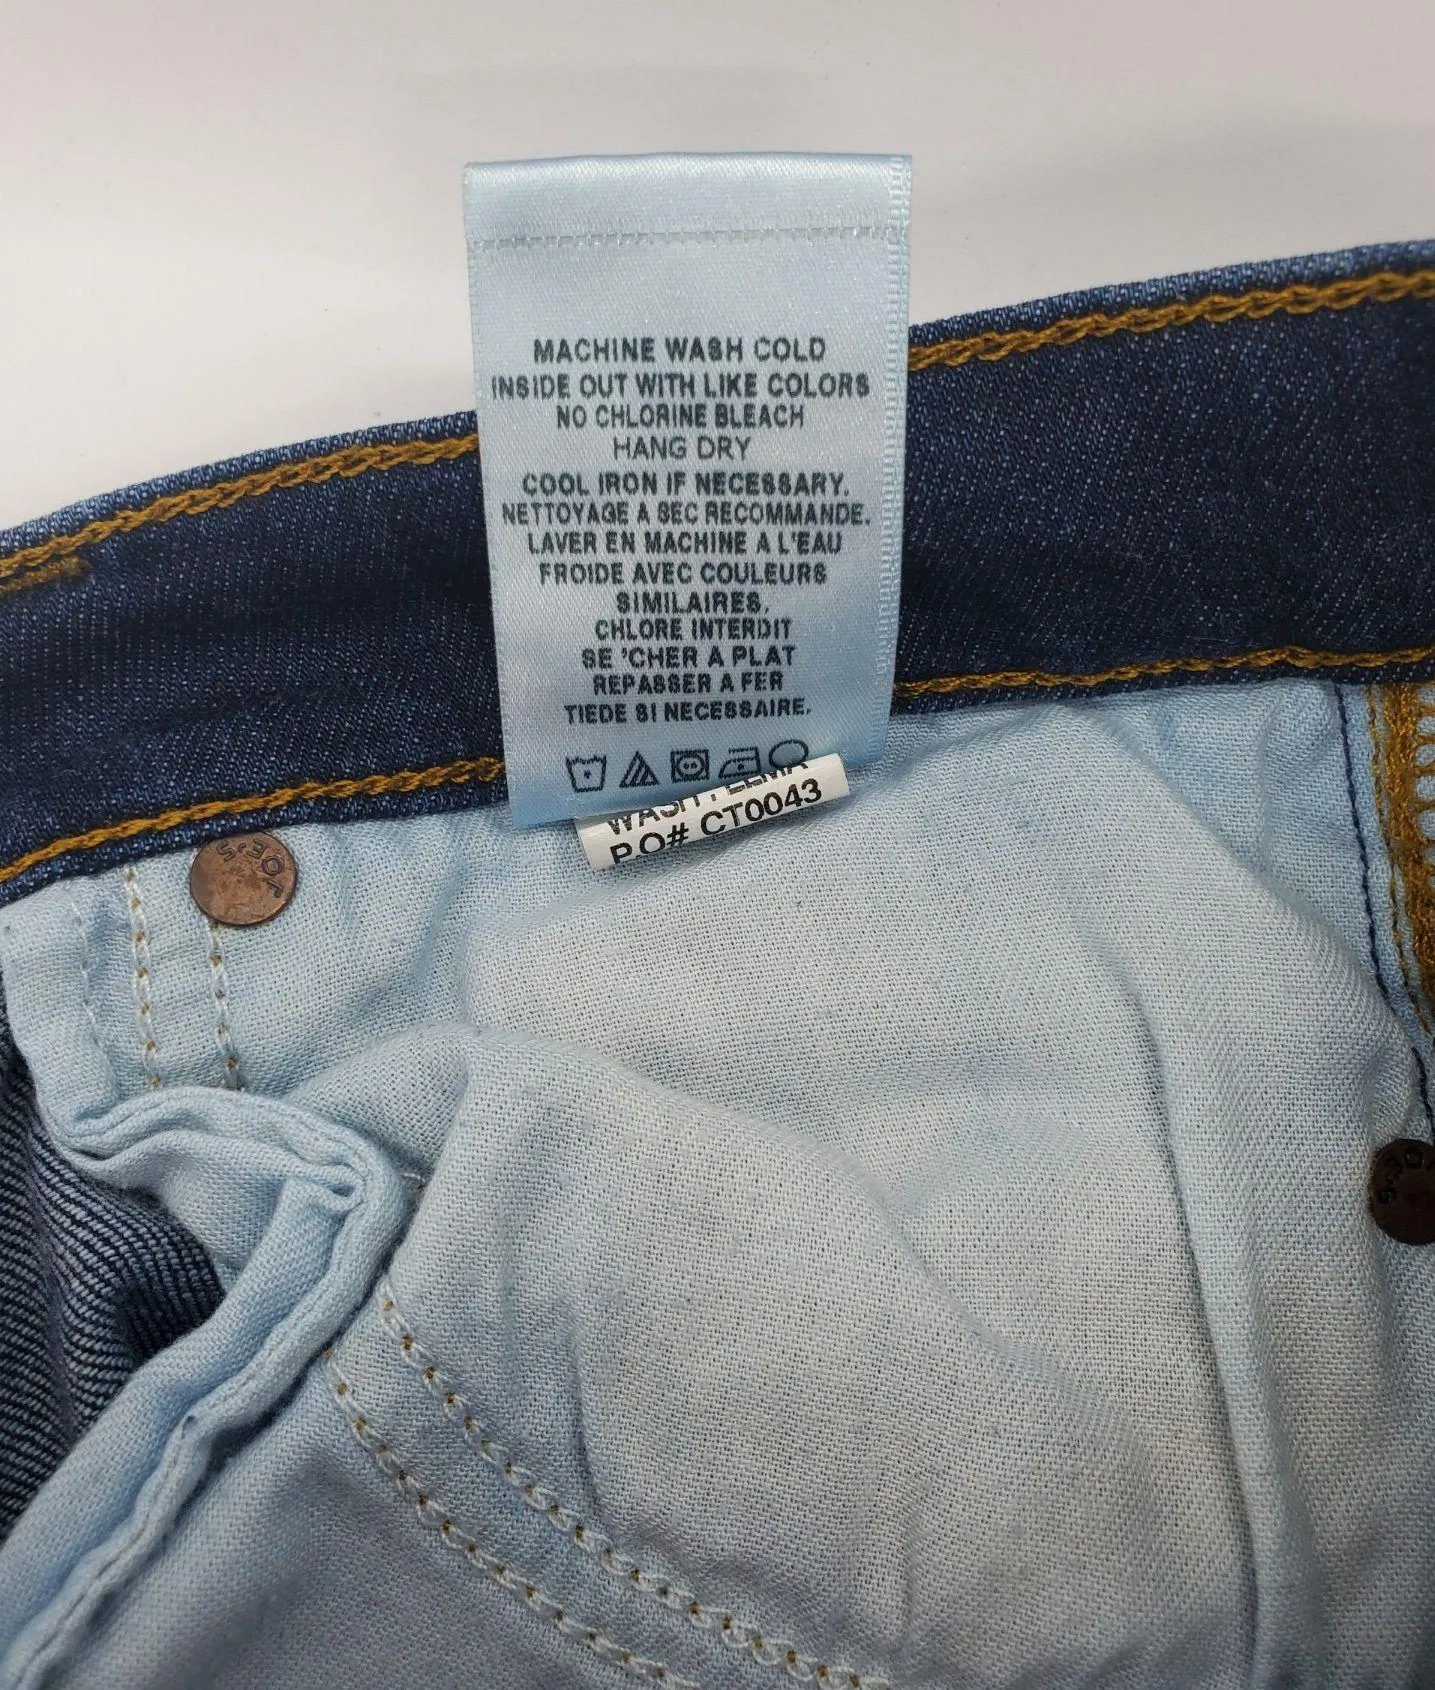 MACHINE WASH COLD
INSIDE OUT WITH LIKE COLORS
NO CHLORINE BLEACH
HANG DRY
COOL IRON IF NECESSARY.
NETTOYAGE A SEC RECOMMANDE.
LAVER EN MACHINE A L'EAU
FROIDE AVEC COULEURS
SIMILAIRES.
CHLORE INTERDIT
SE 'CHER A PLAT
REPASSER A FER
TIEDE SI NECESSAIRE.
WASH
P.O# CT0043
JOE'S